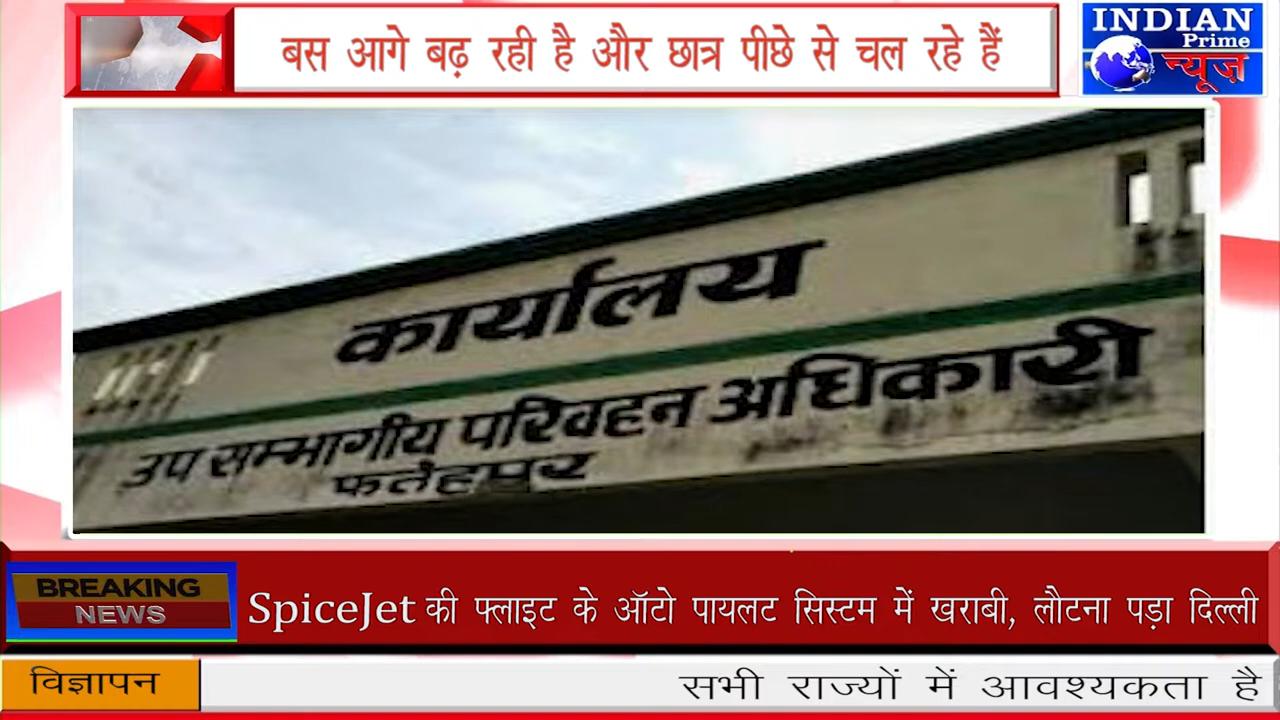 बस आगे बढ़ रही है और छात्र पीछे से चल रहे हैं
INDIAN
Prime
न्यूज़
कार्यालय
उप सम्भागीय परिवहन अधिकारी
फतेहपुर
BREAKING
NEWS
SpiceJet की फ्लाइट के ऑटो पायलट सिस्टम में खराबी, लौटना पड़ा दिल्ली
विज्ञापन
सभी राज्यों में आवश्यकता है